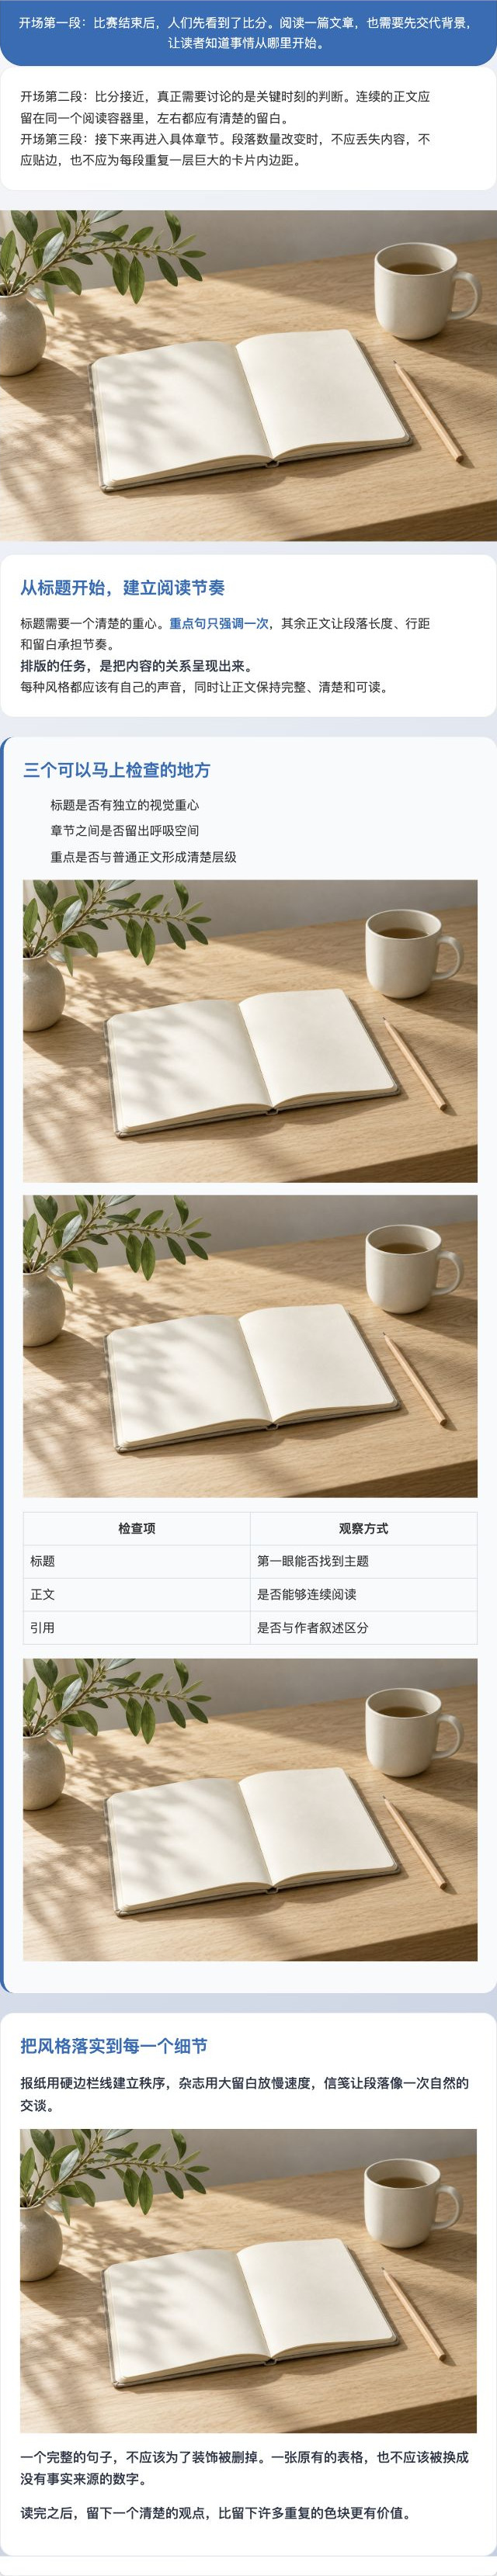 开场第一段：比赛结束后，人们先看到了比分。阅读一篇文章，也需要先交代背景，
让读者知道事情从哪里开始。
开场第二段：比分接近，真正需要讨论的是关键时刻的判断。连续的正文应
留在同一个阅读容器里，左右都应有清楚的留白。
开场第三段：接下来再进入具体章节。段落数量改变时，不应丢失内容，不
应贴边，也不应为每段重复一层巨大的卡片内边距。
从标题开始，建立阅读节奏
标题需要一个清楚的重心。重点句只强调一次，其余正文让段落长度、行距
和留白承担节奏。
排版的任务，是把内容的关系呈现出来。
每种风格都应该有自己的声音，同时让正文保持完整、清楚和可读。
三个可以马上检查的地方
标题是否有独立的视觉重心
章节之间是否留出呼吸空间
重点是否与普通正文形成清楚层级
检查项 观察方式
标题 第一眼能否找到主题
正文 是否能够连续阅读
引用 是否与作者叙述区分
把风格落实到每一个细节
报纸用硬边栏线建立秩序，杂志用大留白放慢速度，信笺让段落像一次自然的
交谈。
一个完整的句子，不应该为了装饰被删掉。一张原有的表格，也不应该被换成
没有事实来源的数字。
读完之后，留下一个清楚的观点，比留下许多重复的色块更有价值。